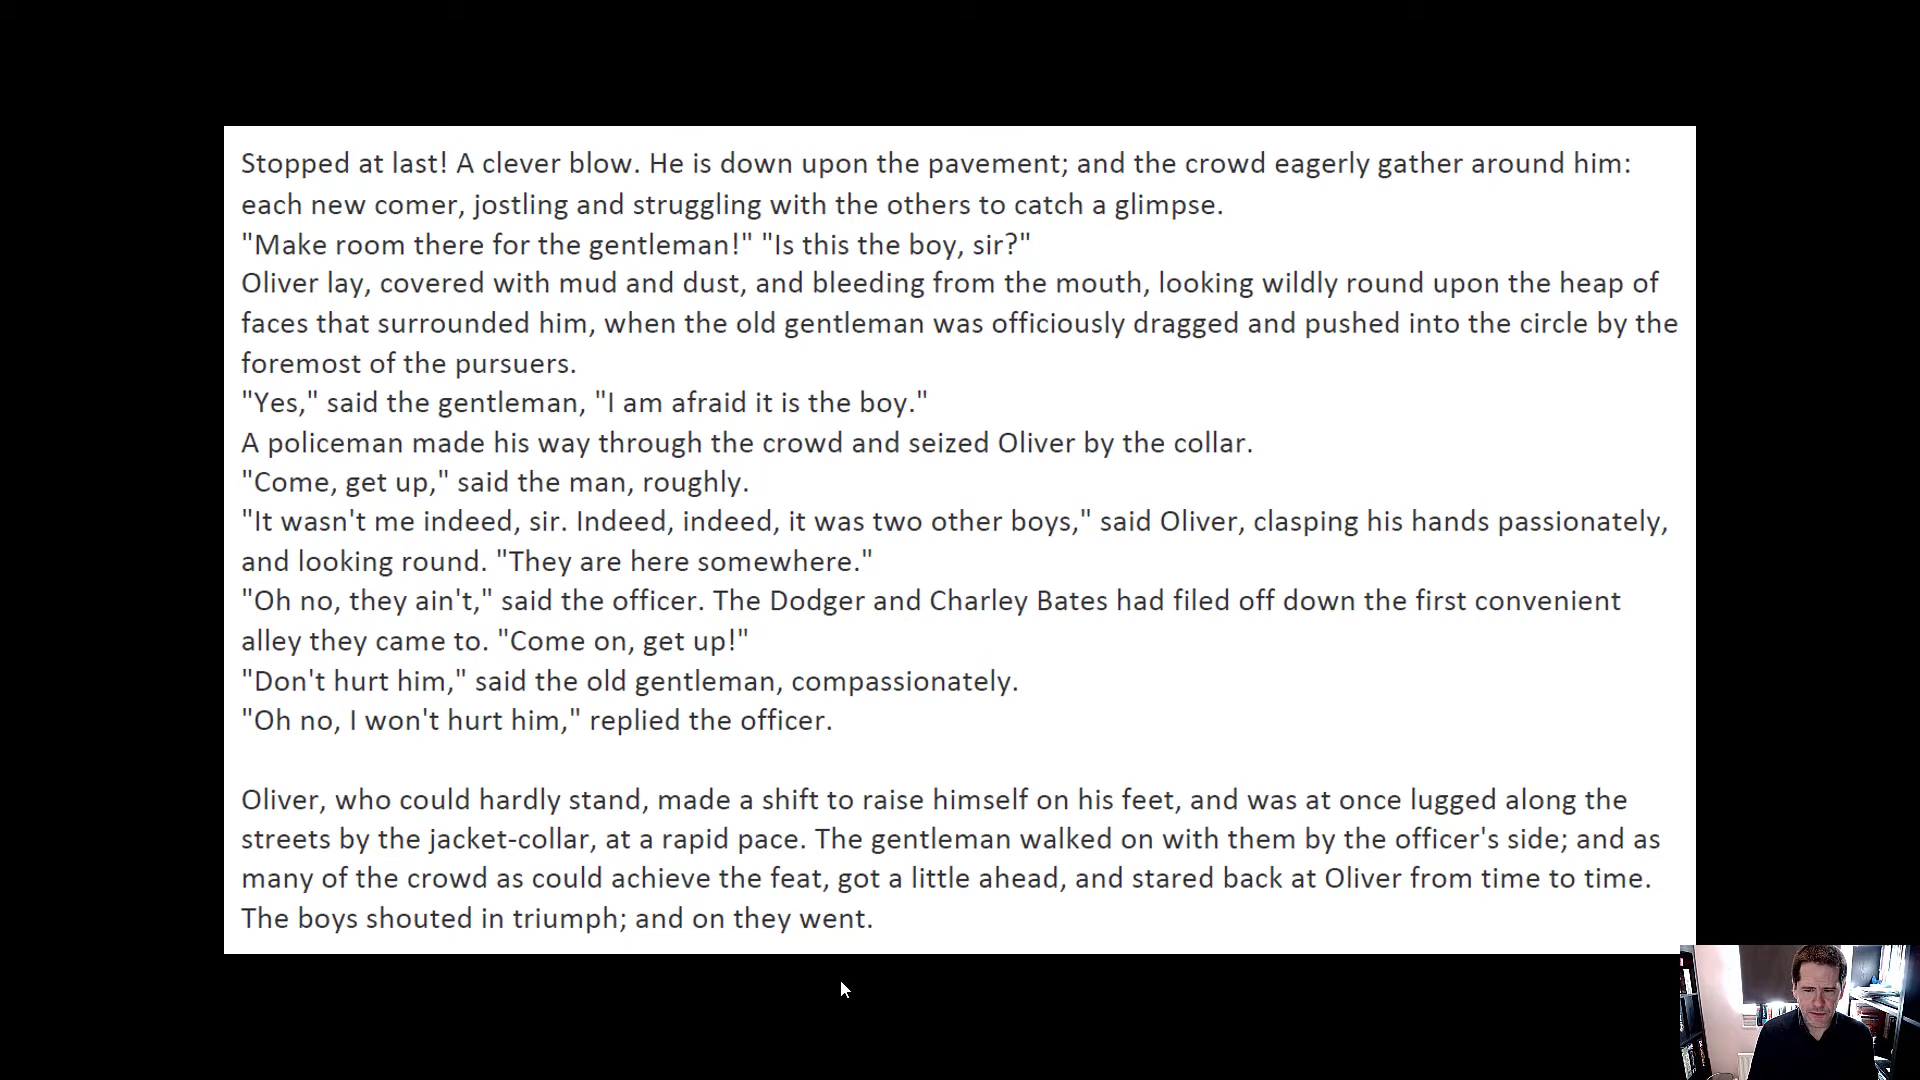 Stopped at last! A clever blow. He is down upon the pavement; and the crowd eagerly gather around him:
each new comer, jostling and struggling with the others to catch a glimpse.
"Make room there for the gentleman!" "Is this the boy, sir?"
Oliver lay, covered with mud and dust, and bleeding from the mouth, looking wildly round upon the heap of
faces that surrounded him, when the old gentleman was officiously dragged and pushed into the circle by the
foremost of the pursuers.
"Yes," said the gentleman, "I am afraid it is the boy."
A policeman made his way through the crowd and seized Oliver by the collar.
"Come, get up," said the man, roughly.
"It wasn't me indeed, sir. Indeed, indeed, it was two other boys," said Oliver, clasping his hands passionately,
and looking round. "They are here somewhere."
"Oh no, they ain't," said the officer. The Dodger and Charley Bates had filed off down the first convenient
alley they came to. "Come on, get up!"
"Don't hurt him," said the old gentleman, compassionately.
"Oh no, I won't hurt him," replied the officer.
Oliver, who could hardly stand, made a shift to raise himself on his feet, and was at once lugged along the
streets by the jacket-collar, at a rapid pace. The gentleman walked on with them by the officer's side; and as
many of the crowd as could achieve the feat, got a little ahead, and stared back at Oliver from time to time.
The boys shouted in triumph; and on they went.